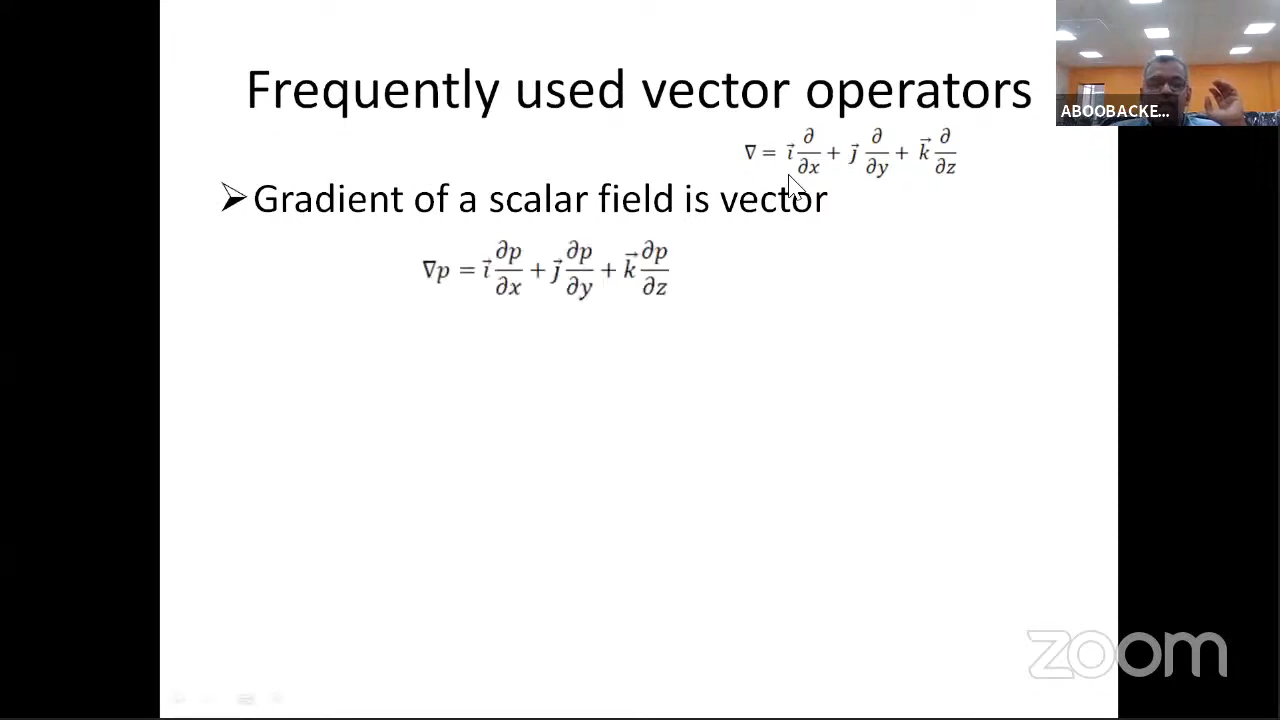 Frequently used vector operators
ABOOBACKE...
∇ = i⃗ ∂/∂x + j⃗ ∂/∂y + k⃗ ∂/∂z
➢ Gradient of a scalar field is vector
∇p = i⃗ ∂p/∂x + j⃗ ∂p/∂y + k⃗ ∂p/∂z
zoom